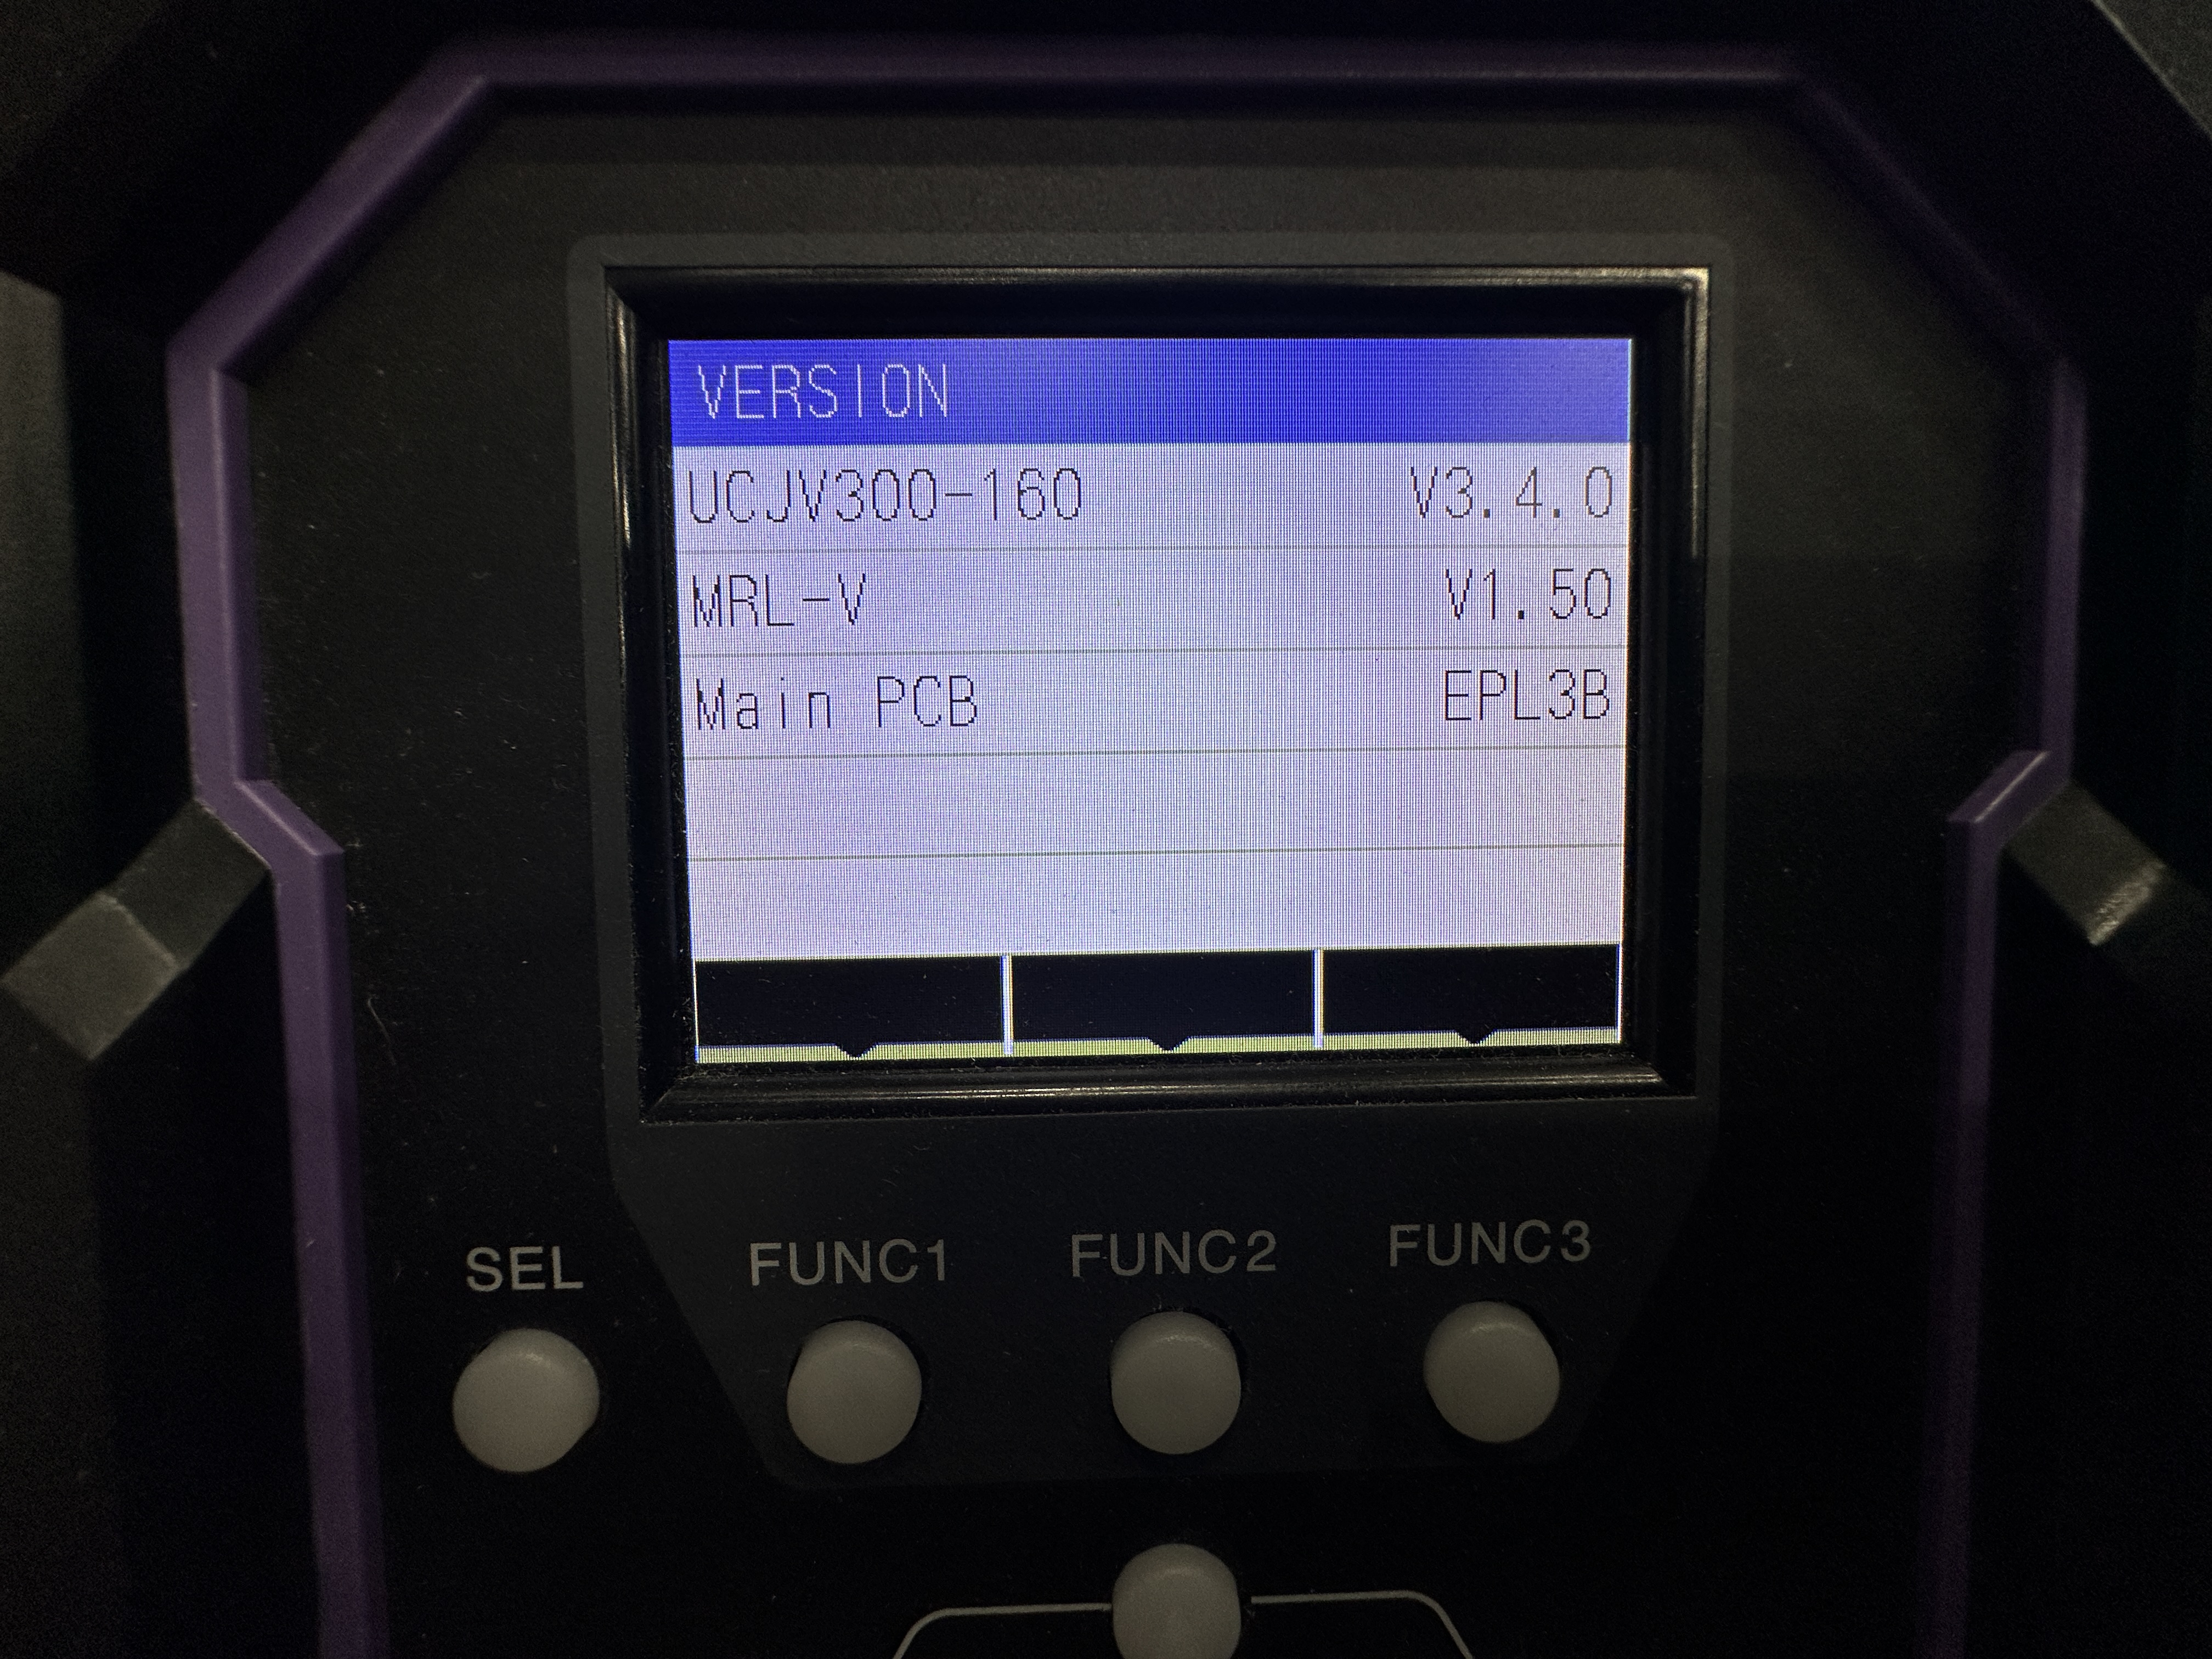 VERSION
UCJV300-160 V3.4.0
MRL-V V1.50
Main PCB EPL3B
SEL FUNC1 FUNC2 FUNC3